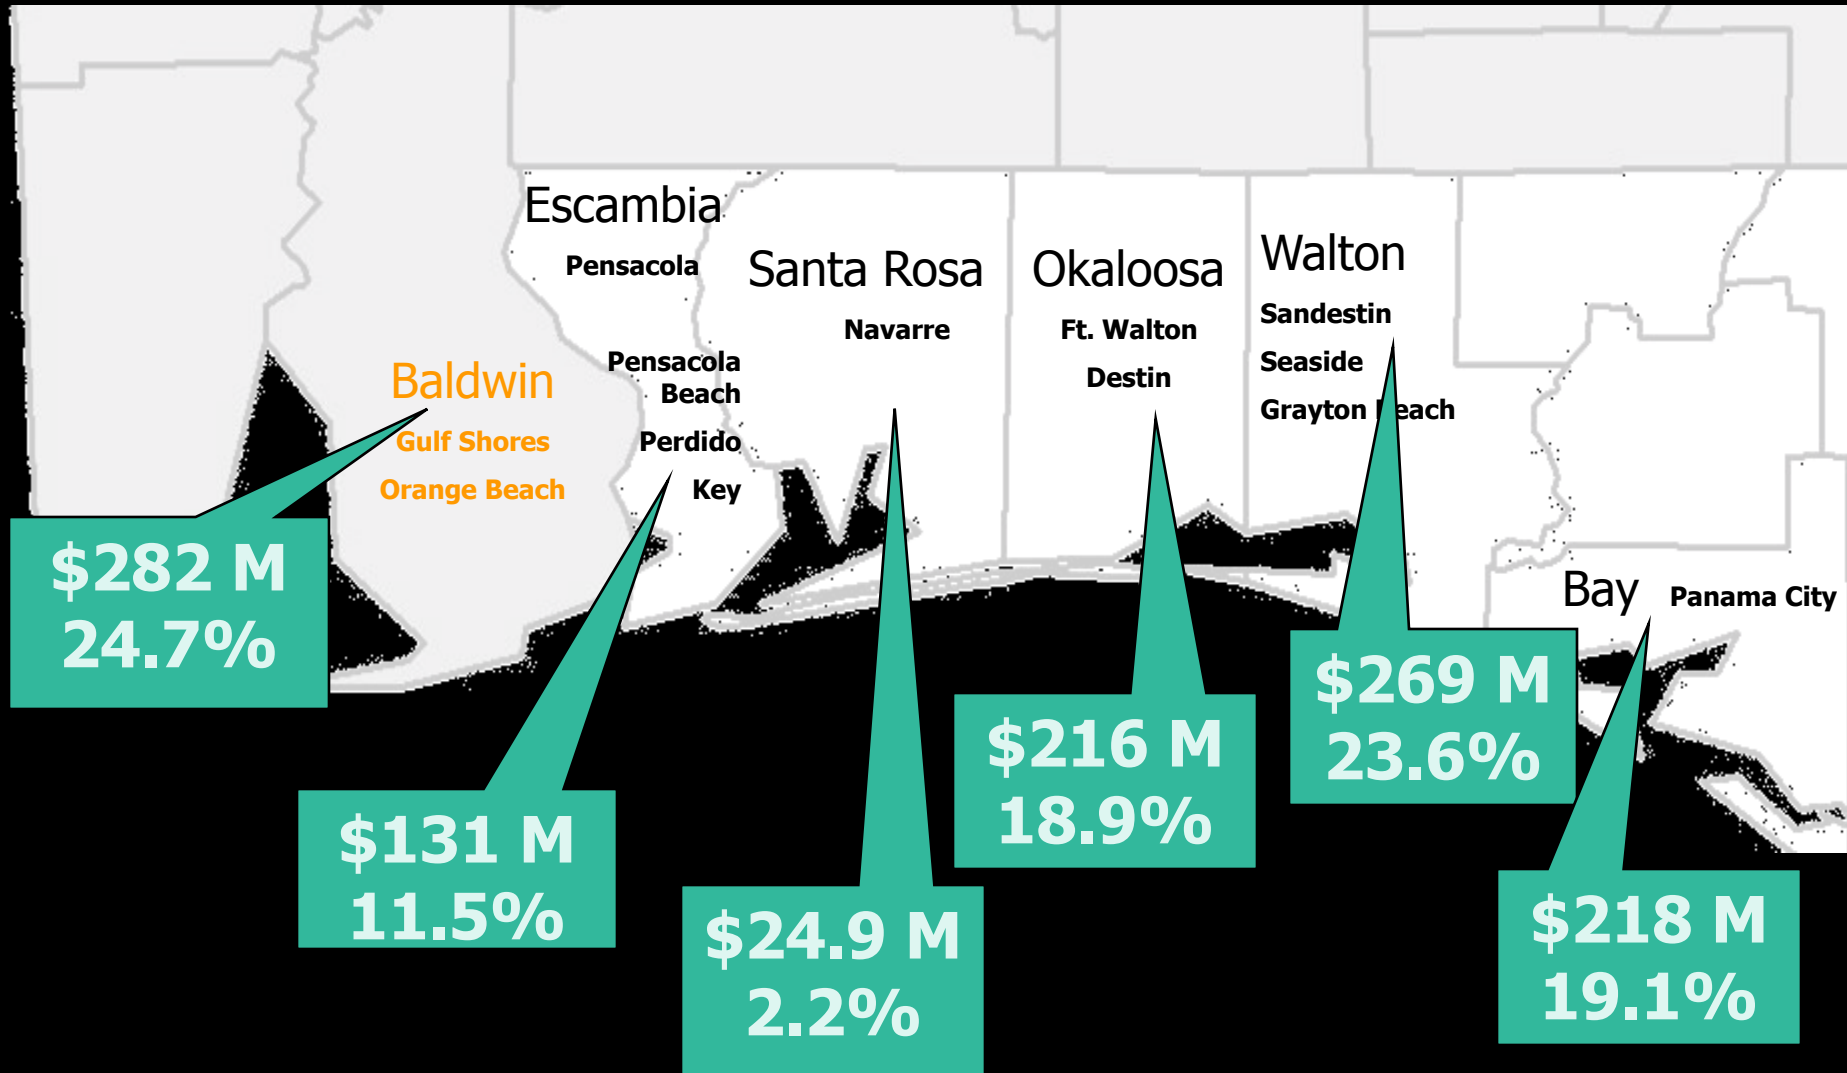 Escambia
Pensacola
Pensacola
Beach
Perdido
Key
Santa Rosa
Navarre
Okaloosa
Ft. Walton
Destin
Walton
Sandestin
Seaside
Grayton Beach
Baldwin
Gulf Shores
Orange Beach
Bay
Panama City
$282 M
24.7%
$131 M
11.5%
$24.9 M
2.2%
$216 M
18.9%
$269 M
23.6%
$218 M
19.1%